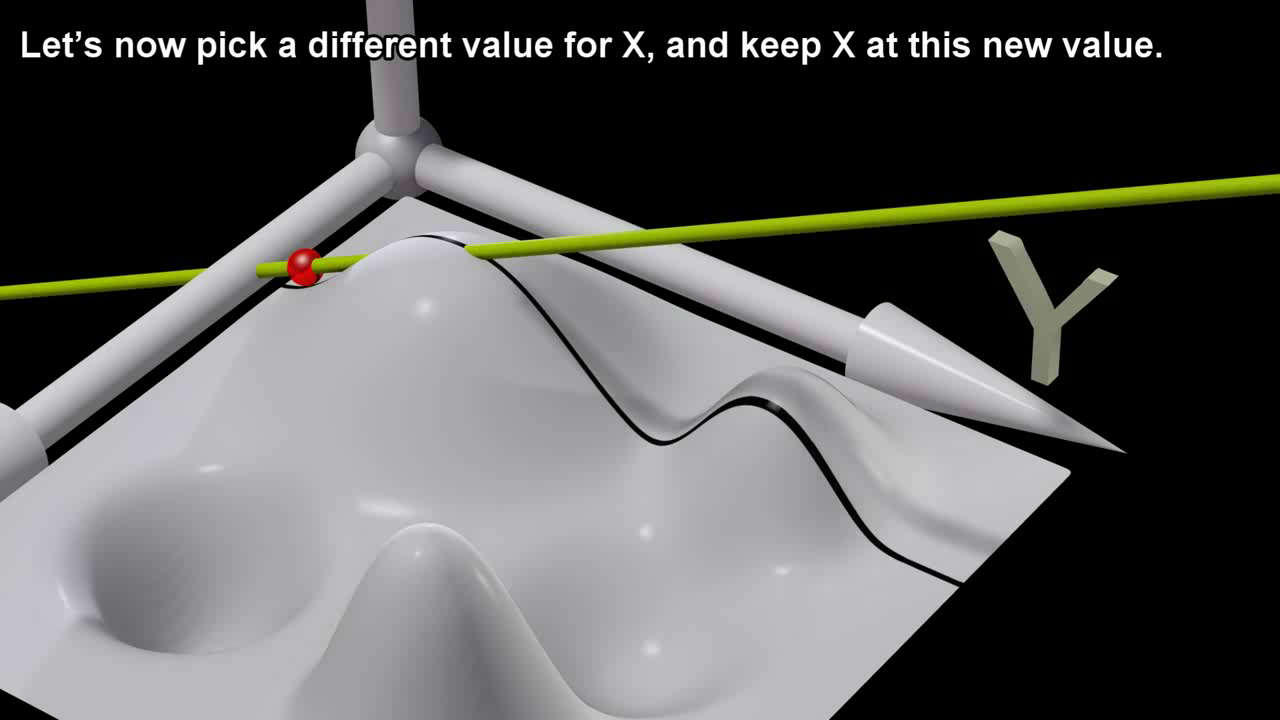 Let’s now pick a different value for X, and keep X at this new value.
Y